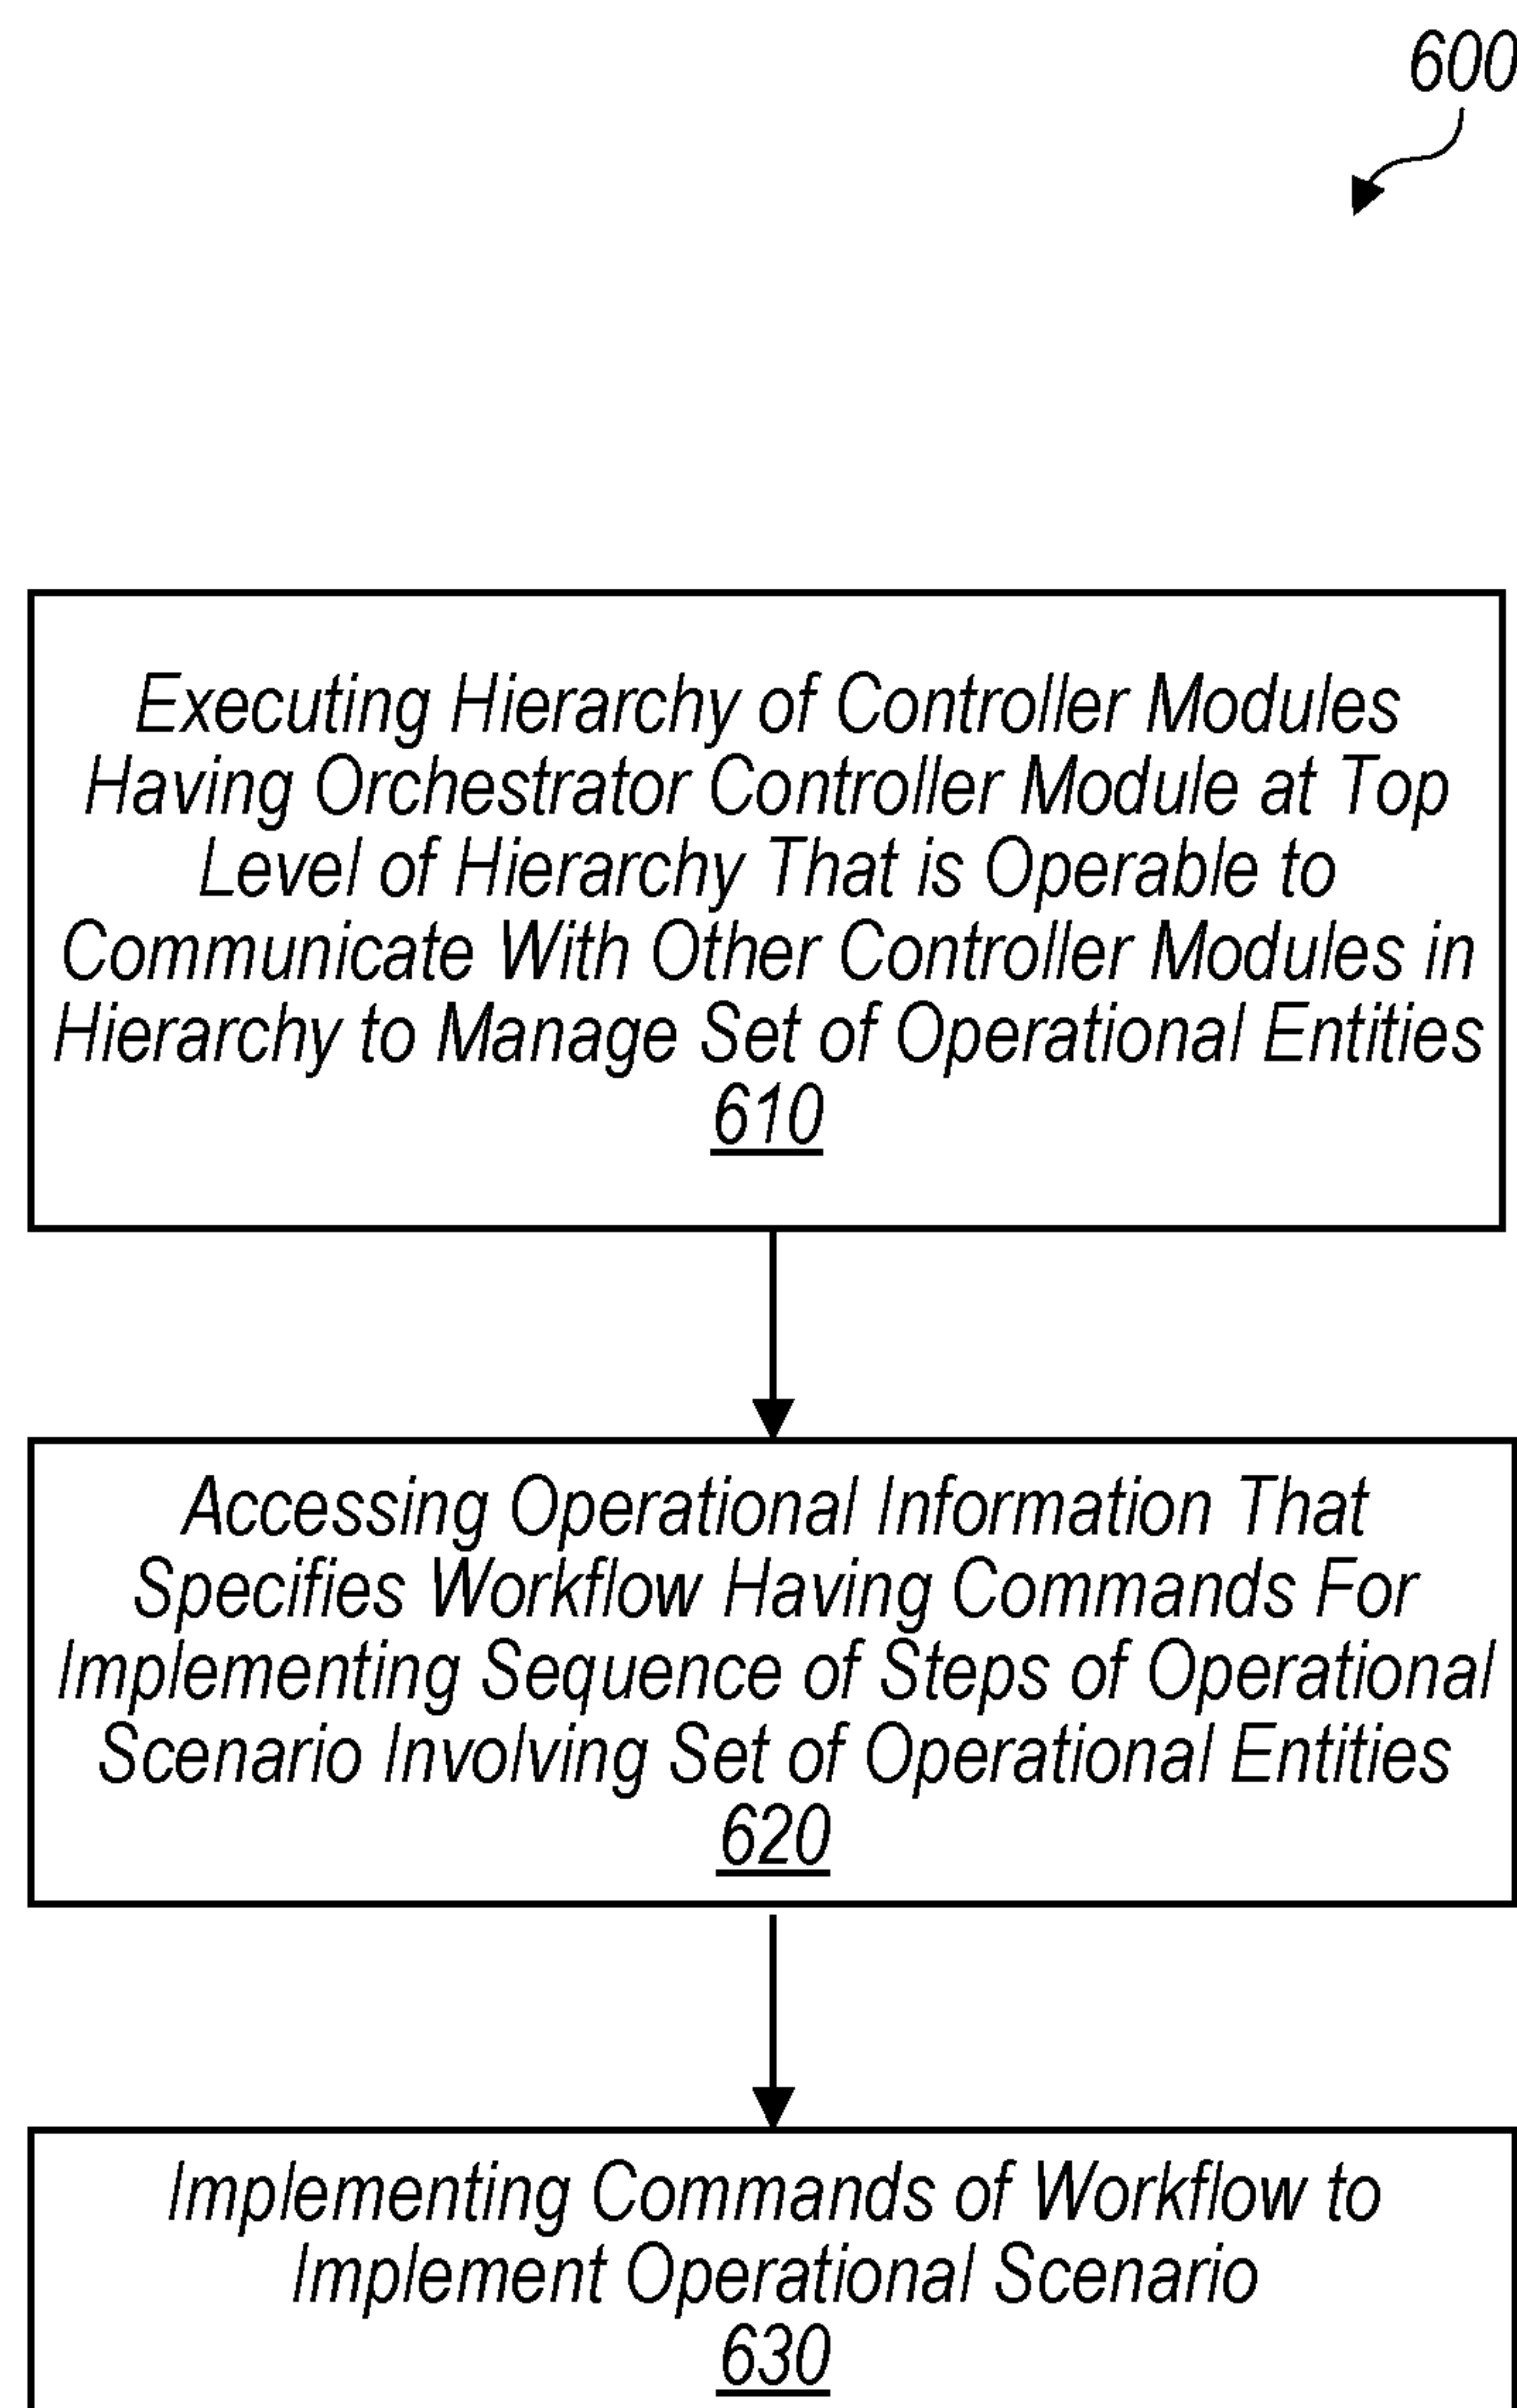 600
Executing Hierarchy of Controller Modules
Having Orchestrator Controller Module at Top
Level of Hierarchy That is Operable to
Communicate With Other Controller Modules in
Hierarchy to Manage Set of Operational Entities
610
Accessing Operational Information That
Specifies Workflow Having Commands For
Implementing Sequence of Steps of Operational
Scenario Involving Set of Operational Entities
620
Implementing Commands of Workflow to
Implement Operational Scenario
630